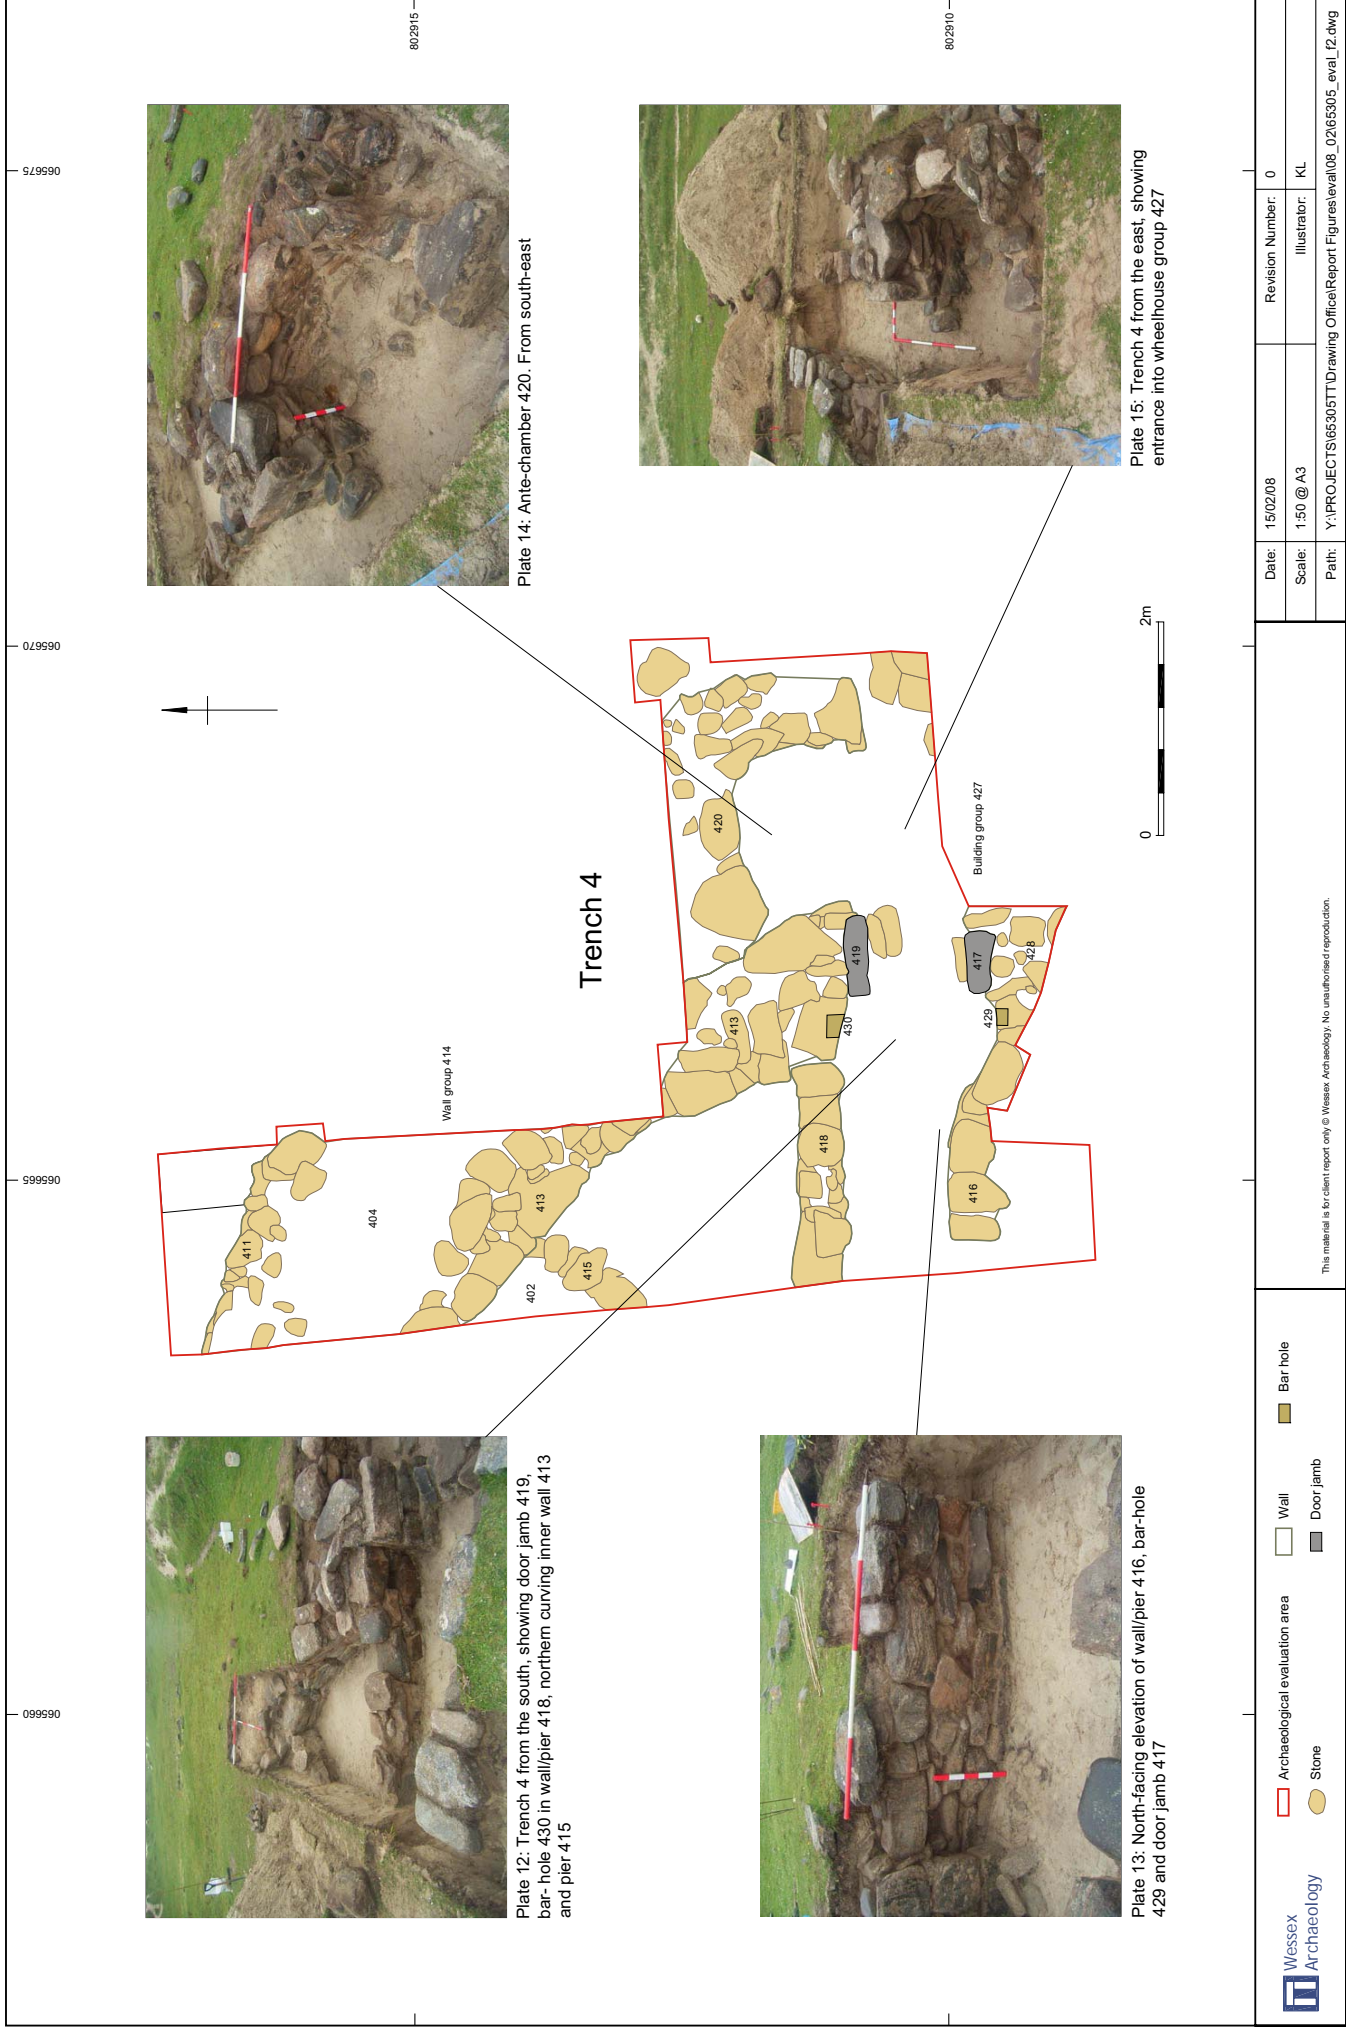 065660
065665
065670
065675
802915
802910
Plate 12: Trench 4 from the south, showing door jamb 419,
bar- hole 430 in wall/pier 418, northern curving inner wall 413
and pier 415
Plate 14: Ante-chamber 420. From south-east
Trench 4
Wall group 414
411
404
413
415
402
413
418
430
419
420
416
429
417
428
Building group 427
0
2m
Plate 13: North-facing elevation of wall/pier 416, bar-hole
429 and door jamb 417
Plate 15: Trench 4 from the east, showing
entrance into wheelhouse group 427
Wessex
Archaeology
Archaeological evaluation area
Stone
Wall
Door jamb
Bar hole
This material is for client report only © Wessex Archaeology. No unauthorised reproduction.
Date: 15/02/08 Revision Number: 0
Scale: 1:50 @ A3 Illustrator: KL
Path: Y:\PROJECTS\65305TT\Drawing Office\Report Figures\eval\08_02\65305_eval_f2.dwg